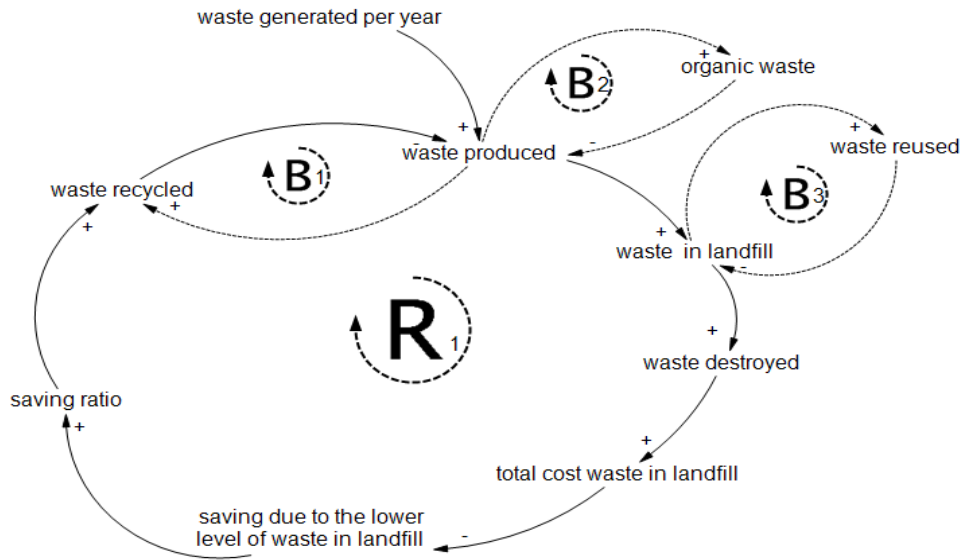 waste generated per year
+
organic waste
B2
+
-
waste produced
-
+
waste reused
B1
waste recycled
+
+
B3
+
waste in landfill
-
R1
+
waste destroyed
saving ratio
+
+
total cost waste in landfill
saving due to the lower
level of waste in landfill
-